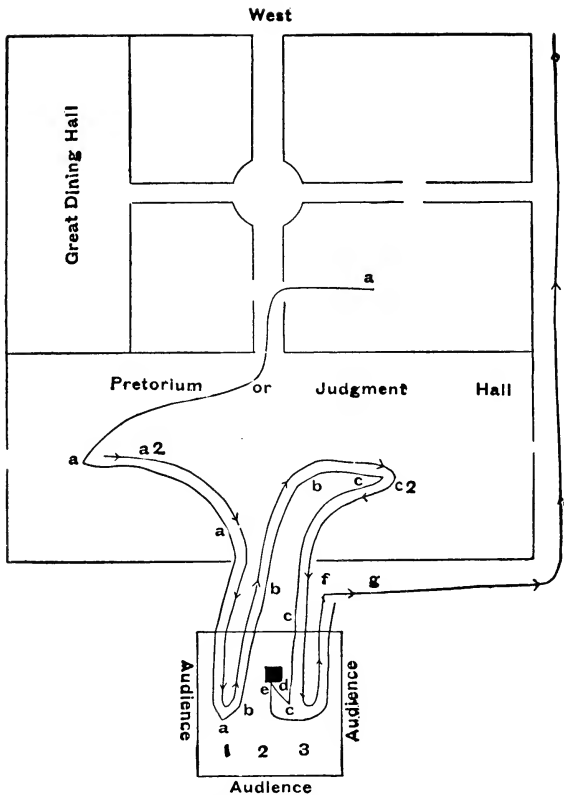 West
Great Dining Hall
a
Pretorium or Judgment Hall
a a2
b c c2
a
f g
b
c
Audience
d
e
b c
a
Audience
1 2 3
Audience